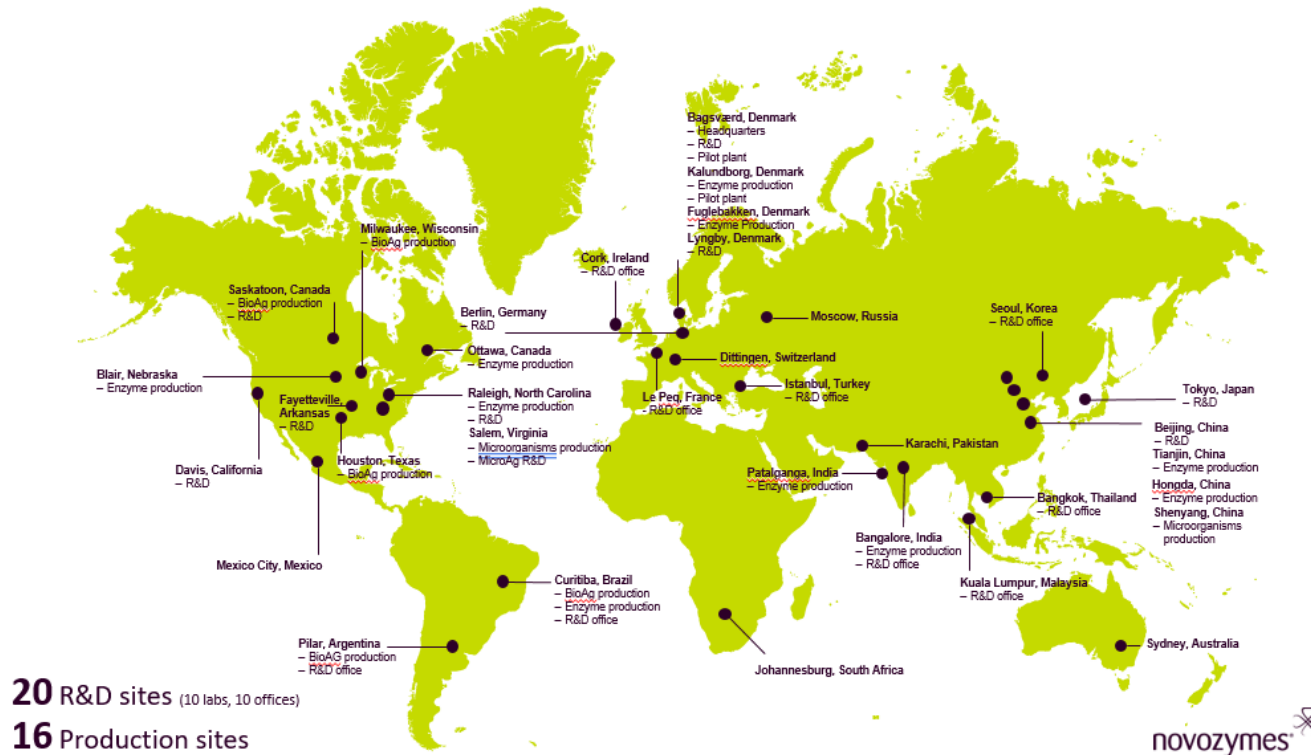 Bagsværd, Denmark
– Headquarters
– R&D
– Pilot plant
Kalundborg, Denmark
– Enzyme production
– Pilot plant
Fuglebakken, Denmark
– Enzyme Production
Lyngby, Denmark
– R&D
Milwaukee, Wisconsin
– BioAg production
Cork, Ireland
– R&D office
Saskatoon, Canada
– BioAg production
– R&D
Berlin, Germany
– R&D
Moscow, Russia
Seoul, Korea
– R&D office
Ottawa, Canada
– Enzyme production
Dittingen, Switzerland
Blair, Nebraska
– Enzyme production
Istanbul, Turkey
– R&D office
Le Peq, France
- R&D office
Tokyo, Japan
– R&D
Fayetteville,
Arkansas
– R&D
Raleigh, North Carolina
– Enzyme production
– R&D
Salem, Virginia
– Microorganisms production
– MicroAg R&D
Beijing, China
– R&D
Tianjin, China
– Enzyme production
Hongda, China
– Enzyme production
Shenyang, China
– Microorganisms
production
Karachi, Pakistan
Davis, California
– R&D
Houston, Texas
– BioAg production
Patalganga, India
– Enzyme production
Bangkok, Thailand
– R&D office
Bangalore, India
– Enzyme production
– R&D office
Mexico City, Mexico
Kuala Lumpur, Malaysia
– R&D office
Curitiba, Brazil
– BioAg production
– Enzyme production
– R&D office
Pilar, Argentina
– BioAG production
– R&D office
Johannesburg, South Africa
Sydney, Australia
20 R&D sites (10 labs, 10 offices)
16 Production sites
novozymes